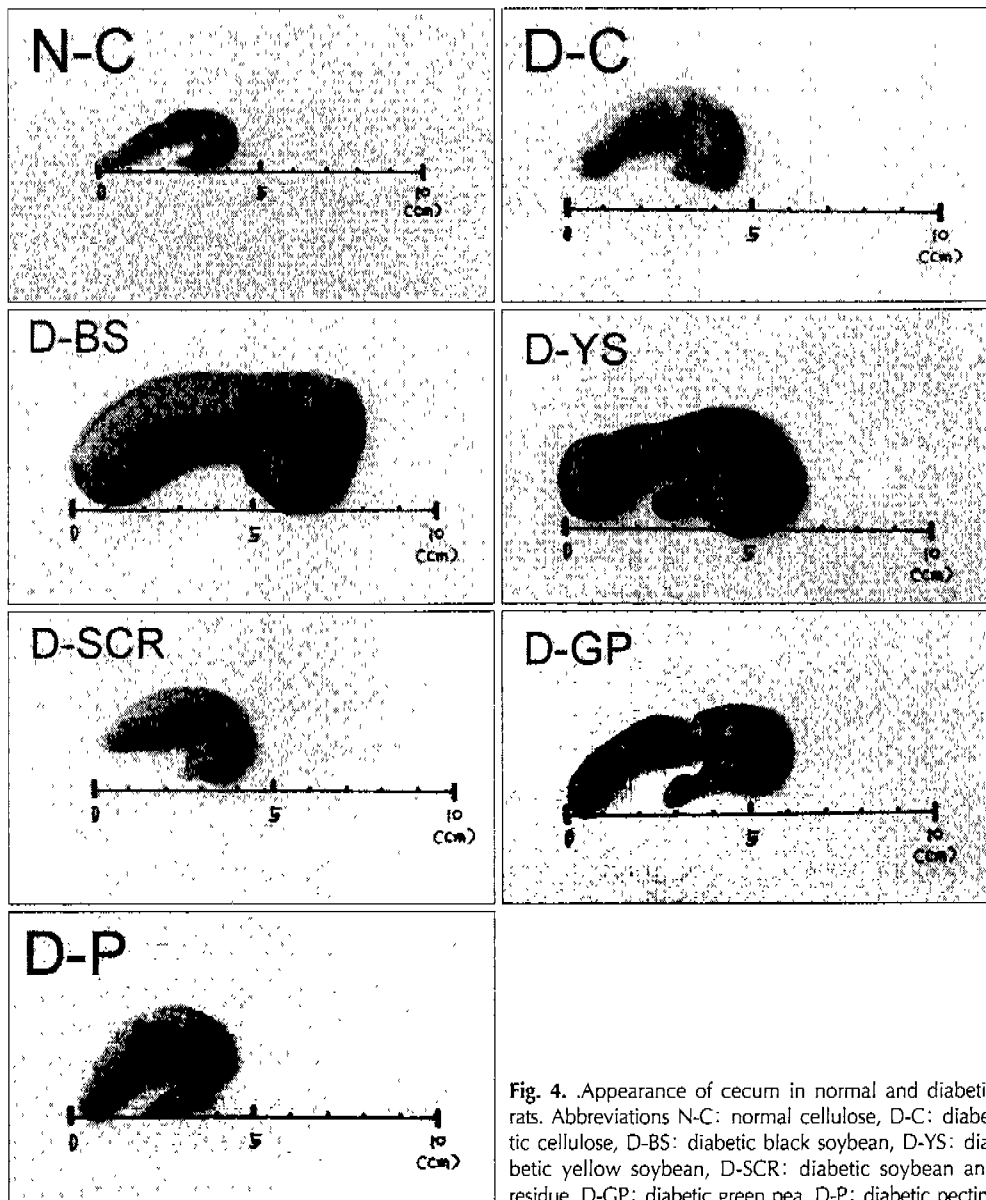 N-C
0 5 10
(cm)
D-C
0 5 10
(cm)
D-BS
0 5 10
(cm)
D-YS
0 5 10
(cm)
D-SCR
0 5 10
(cm)
D-GP
0 5 10
(cm)
D-P
0 5 10
(cm)
Fig. 4. .Appearance of cecum in normal and diabeti
rats. Abbreviations N-C: normal cellulose, D-C: diabe
tic cellulose, D-BS: diabetic black soybean, D-YS: dia
betic yellow soybean, D-SCR: diabetic soybean an
residue, D-GP: diabetic green pea, D-P: diabetic pectin